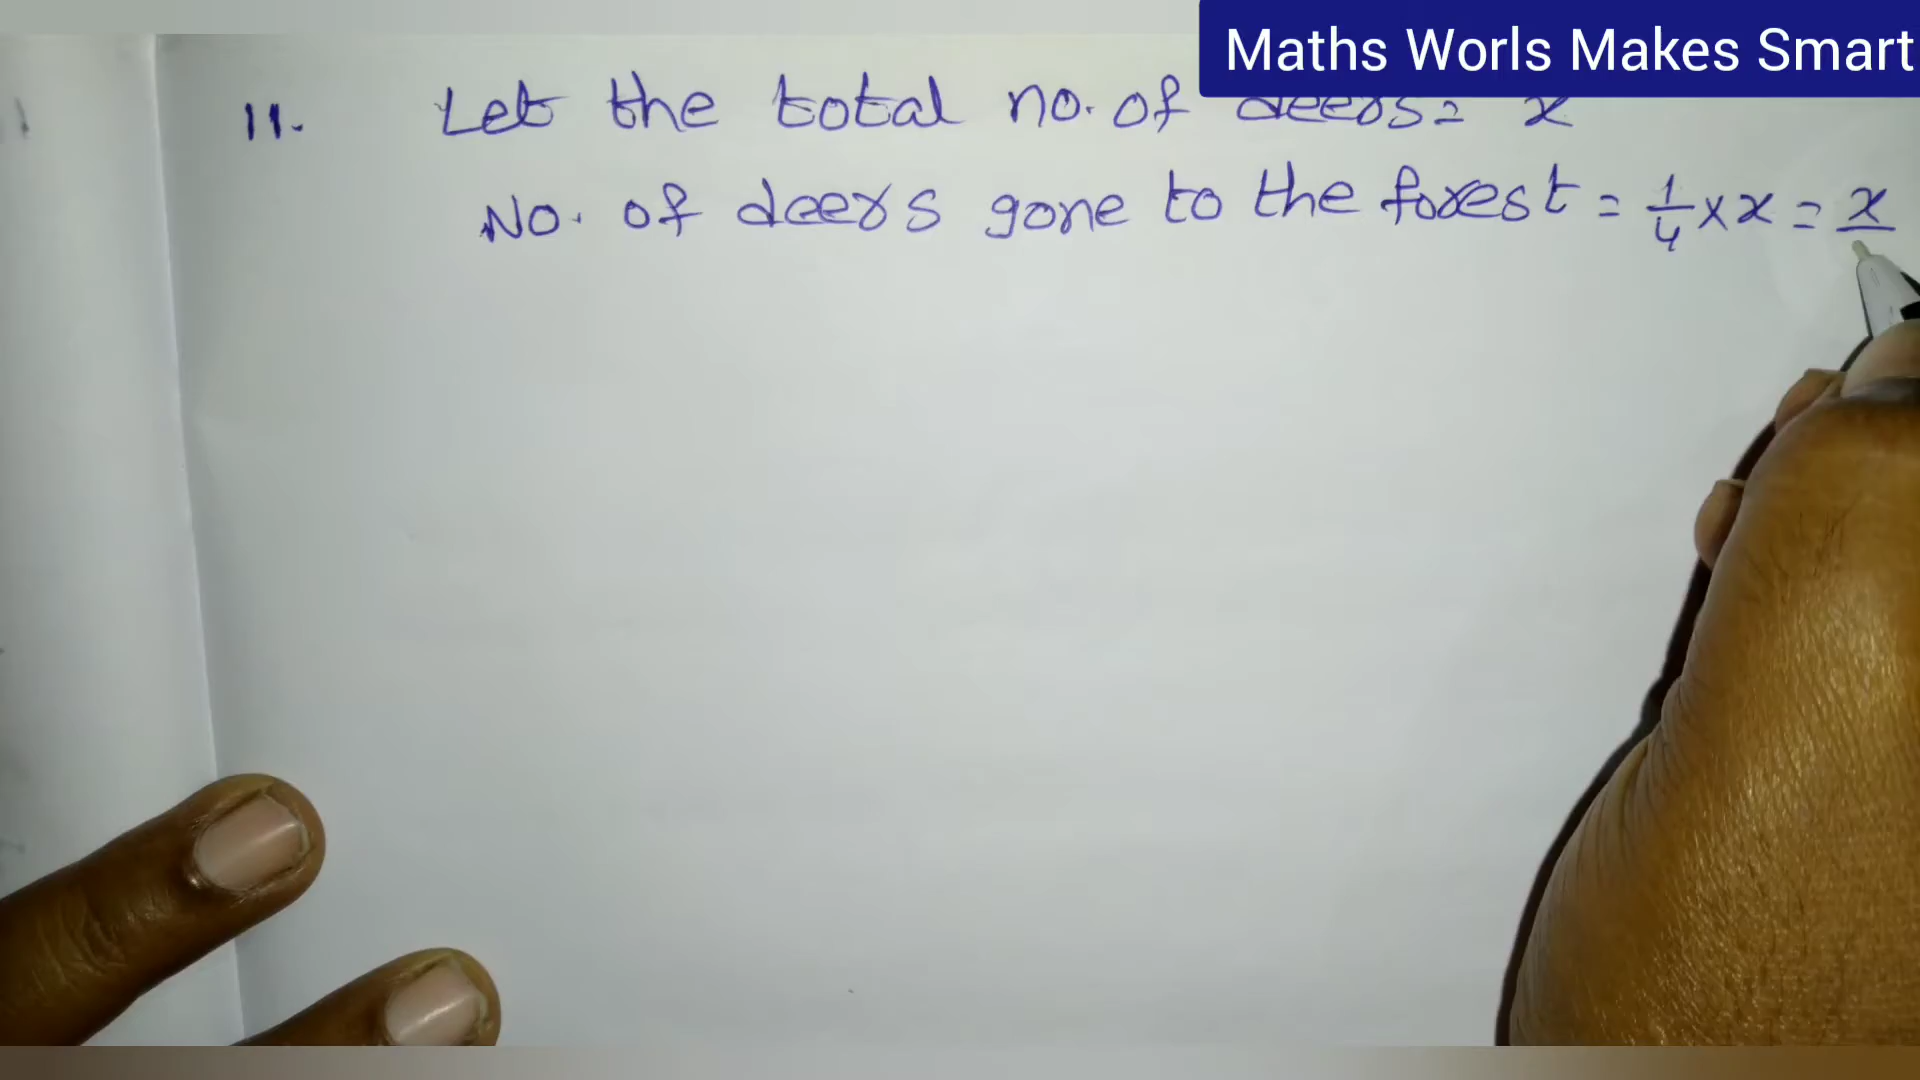 Maths Worls Makes Smart
11. Let the total no. of deers = x
No. of deers gone to the forest = 1/4 × x = x